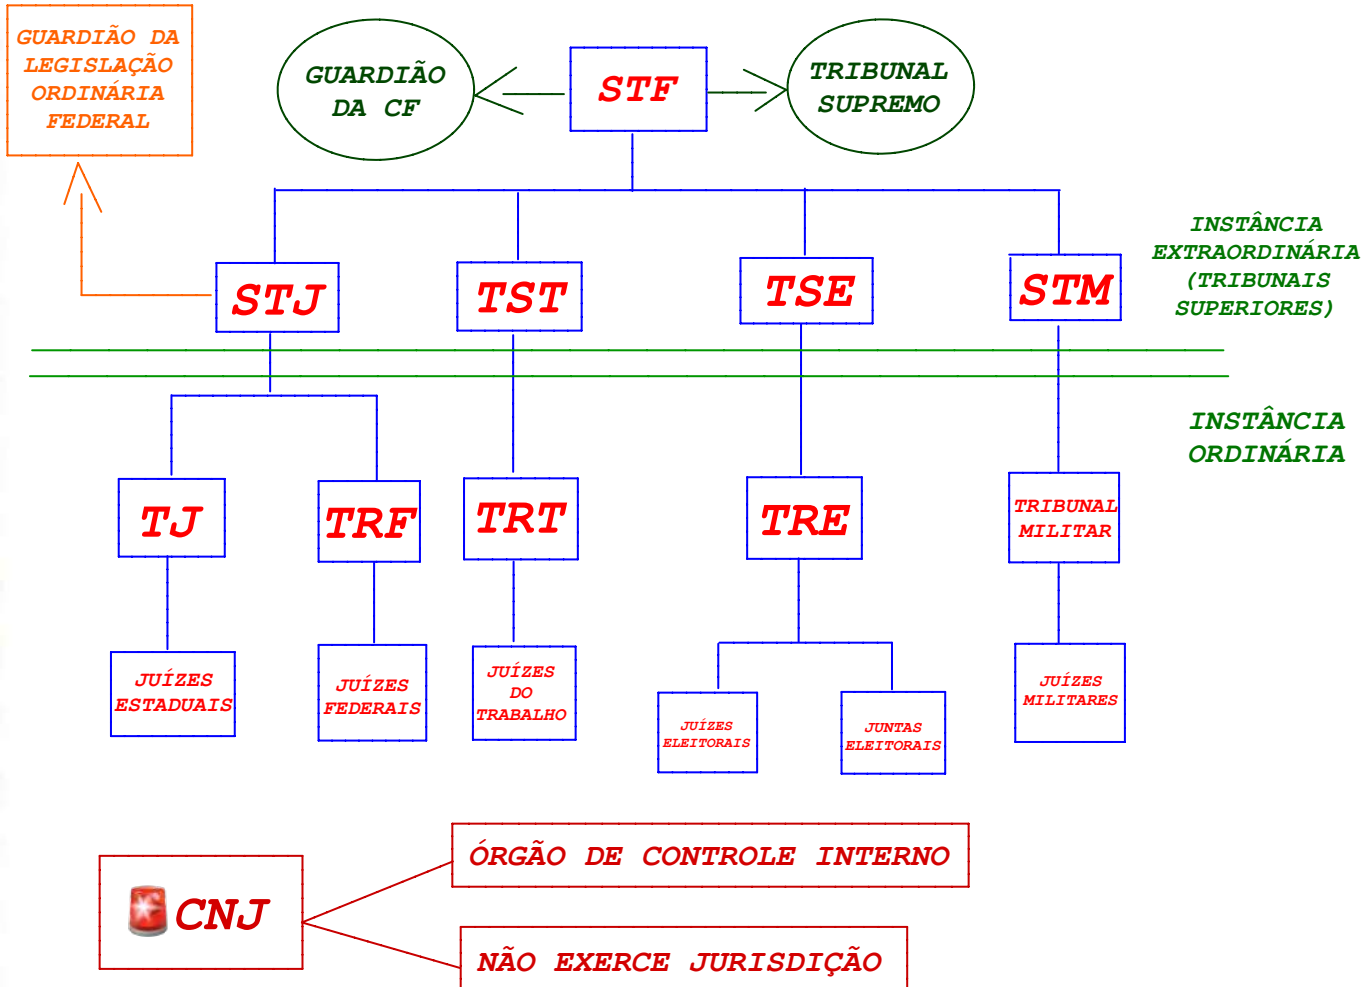 GUARDIÃO DA
LEGISLAÇÃO
ORDINÁRIA
FEDERAL
GUARDIÃO
DA CF
STF
TRIBUNAL
SUPREMO
INSTÂNCIA
EXTRAORDINÁRIA
(TRIBUNAIS
SUPERIORES)
STJ
TST
TSE
STM
INSTÂNCIA
ORDINÁRIA
TJ
TRF
TRT
TRE
TRIBUNAL
MILITAR
JUÍZES
ESTADUAIS
JUÍZES
FEDERAIS
JUÍZES
DO
TRABALHO
JUÍZES
ELEITORAIS
JUNTAS
ELEITORAIS
JUÍZES
MILITARES
CNJ
ÓRGÃO DE CONTROLE INTERNO
NÃO EXERCE JURISDIÇÃO